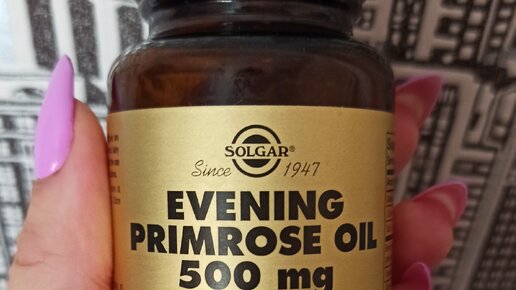 SOLGAR®
Since 1947
EVENING
PRIMROSE OIL
500 mg